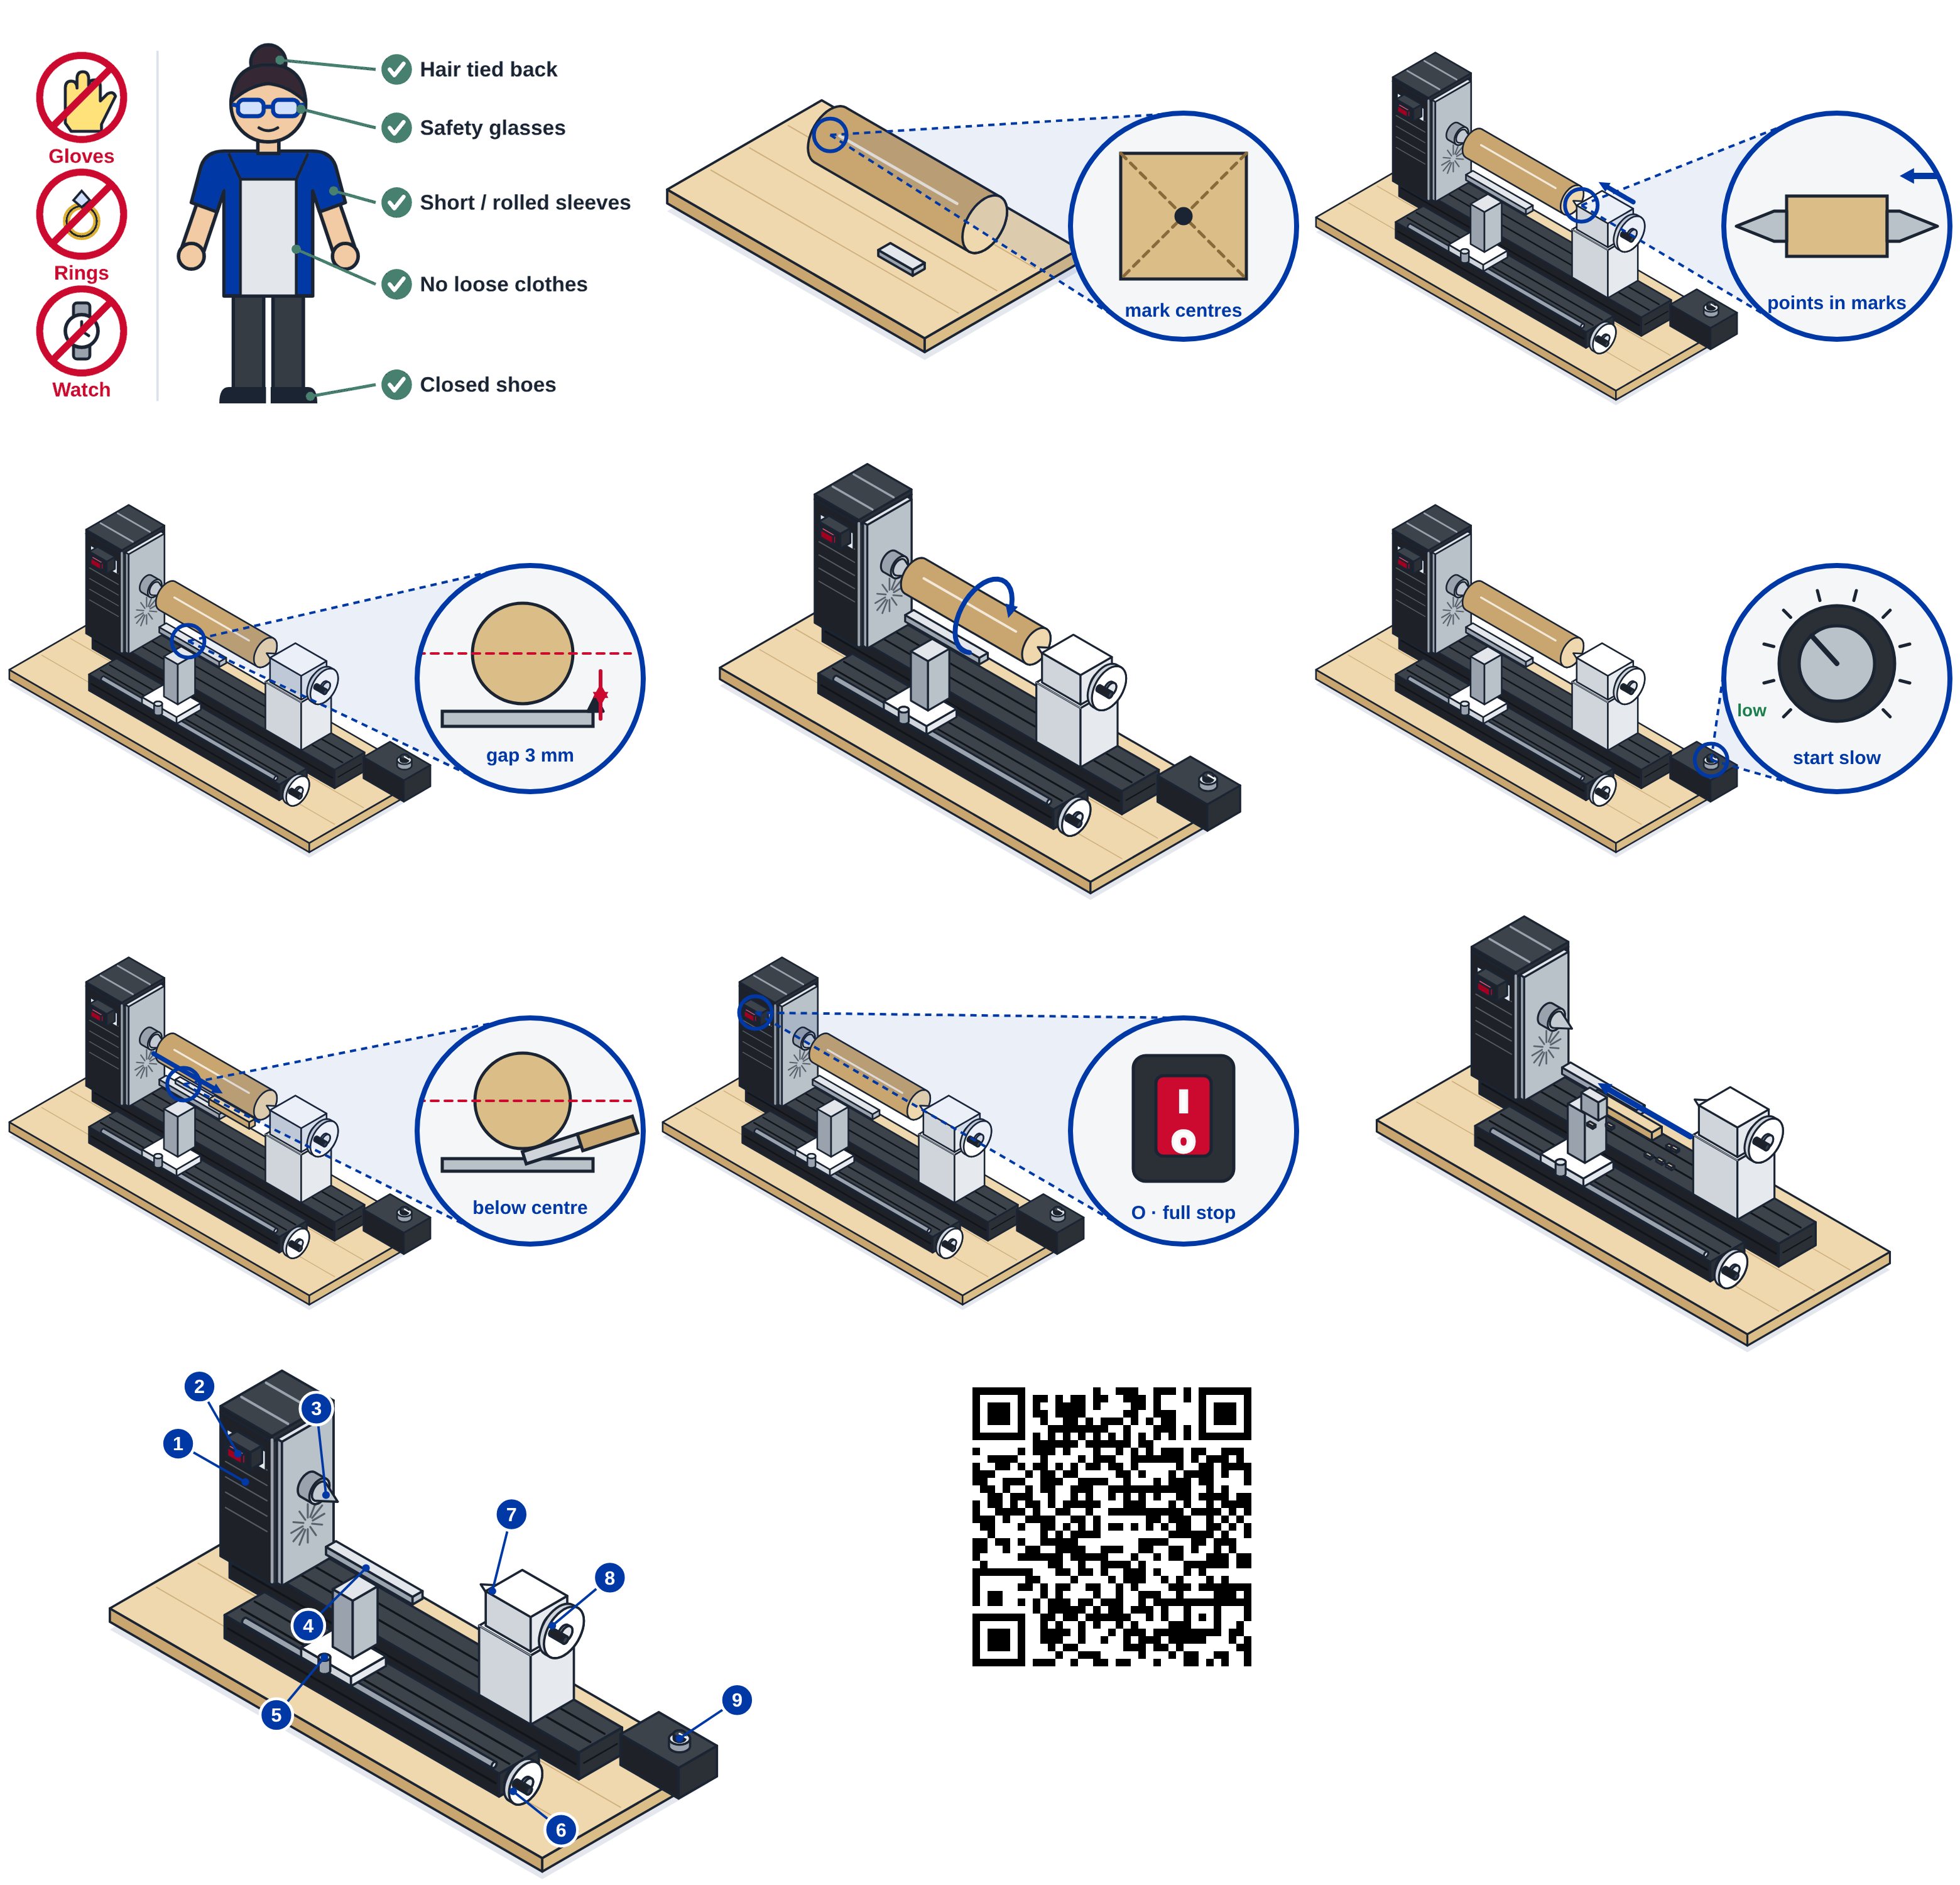 Gloves
Rings
Watch
Hair tied back
Safety glasses
Short / rolled sleeves
No loose clothes
Closed shoes
mark centres
points in marks
gap 3 mm
low
start slow
below centre
I
O
O · full stop
1
2
3
4
5
6
7
8
9